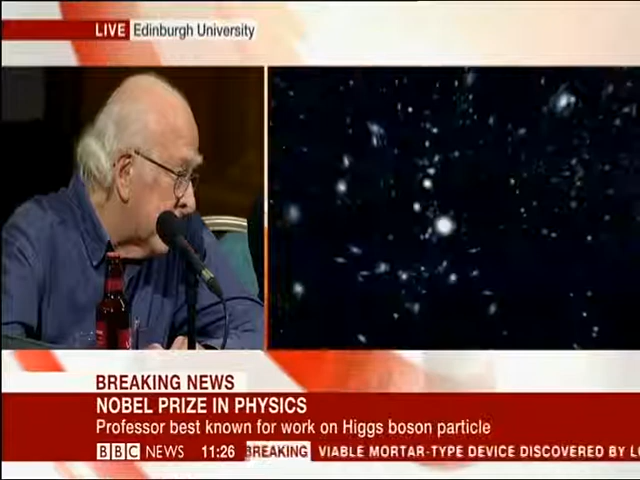 LIVE Edinburgh University
BREAKING NEWS
NOBEL PRIZE IN PHYSICS
Professor best known for work on Higgs boson particle
BBC NEWS 11:26 BREAKING VIABLE MORTAR-TYPE DEVICE DISCOVERED BY